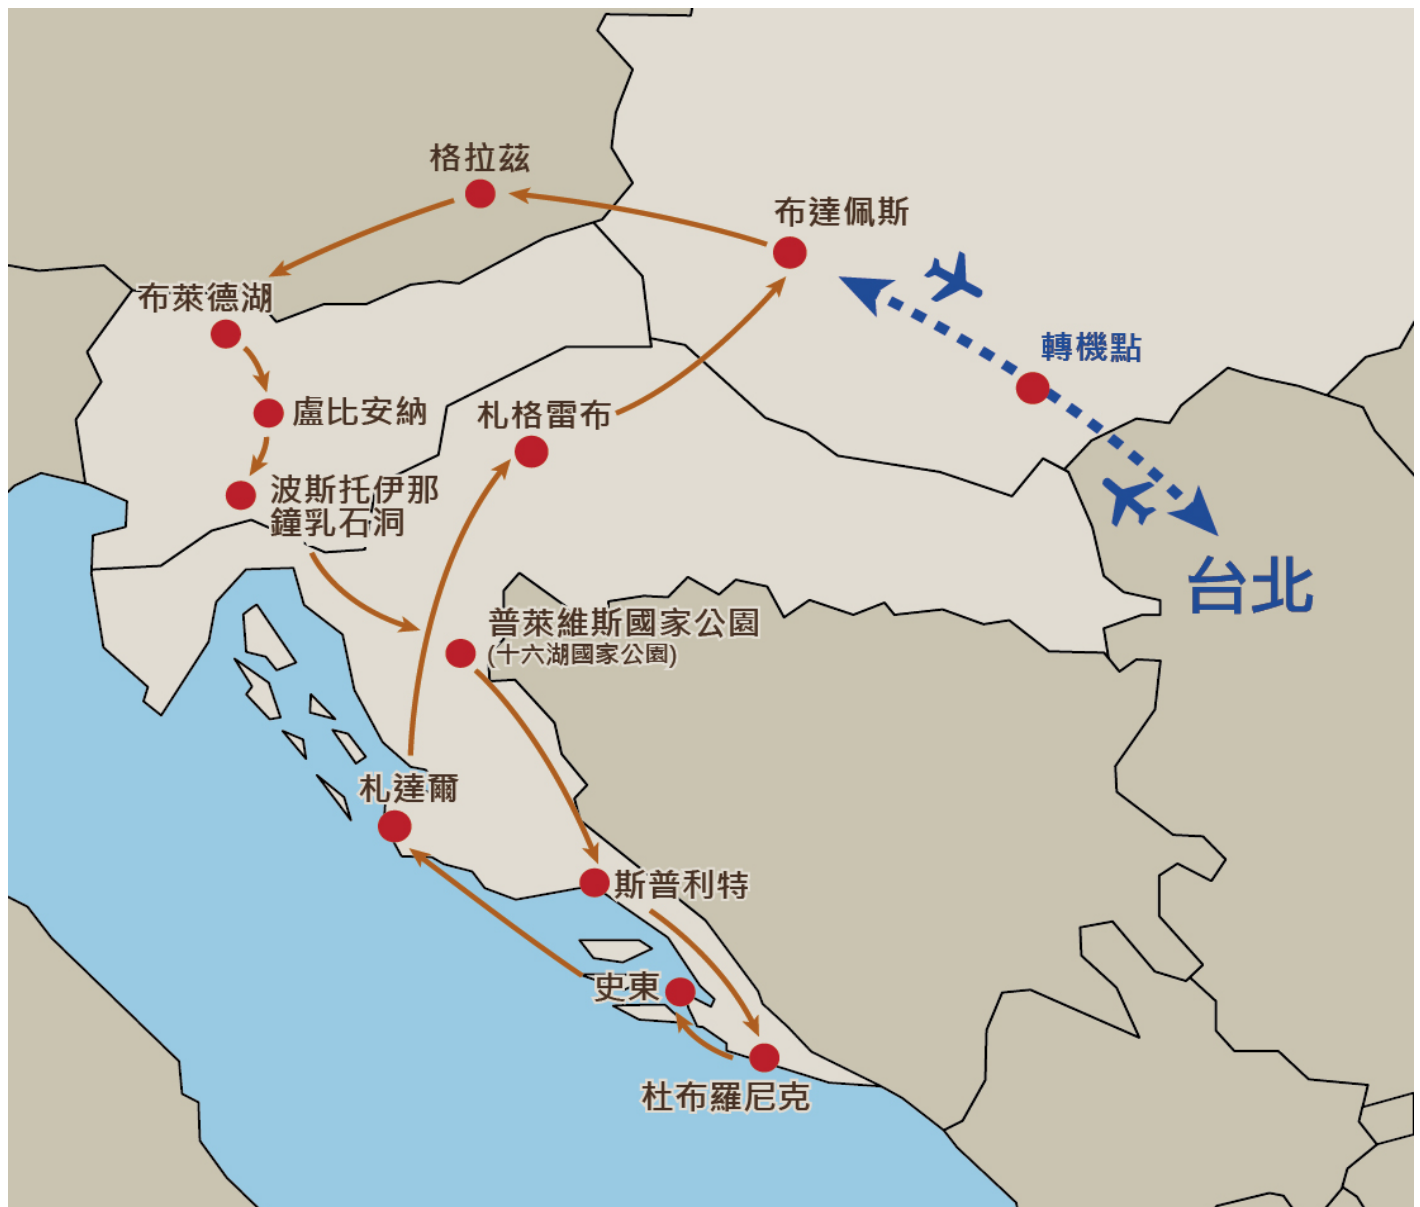 格拉茲
布達佩斯
布萊德湖
轉機點
盧比安納
札格雷布
波斯托伊那
鐘乳石洞
台北
普萊維斯國家公園
(十六湖國家公園)
札達爾
斯普利特
史東
杜布羅尼克